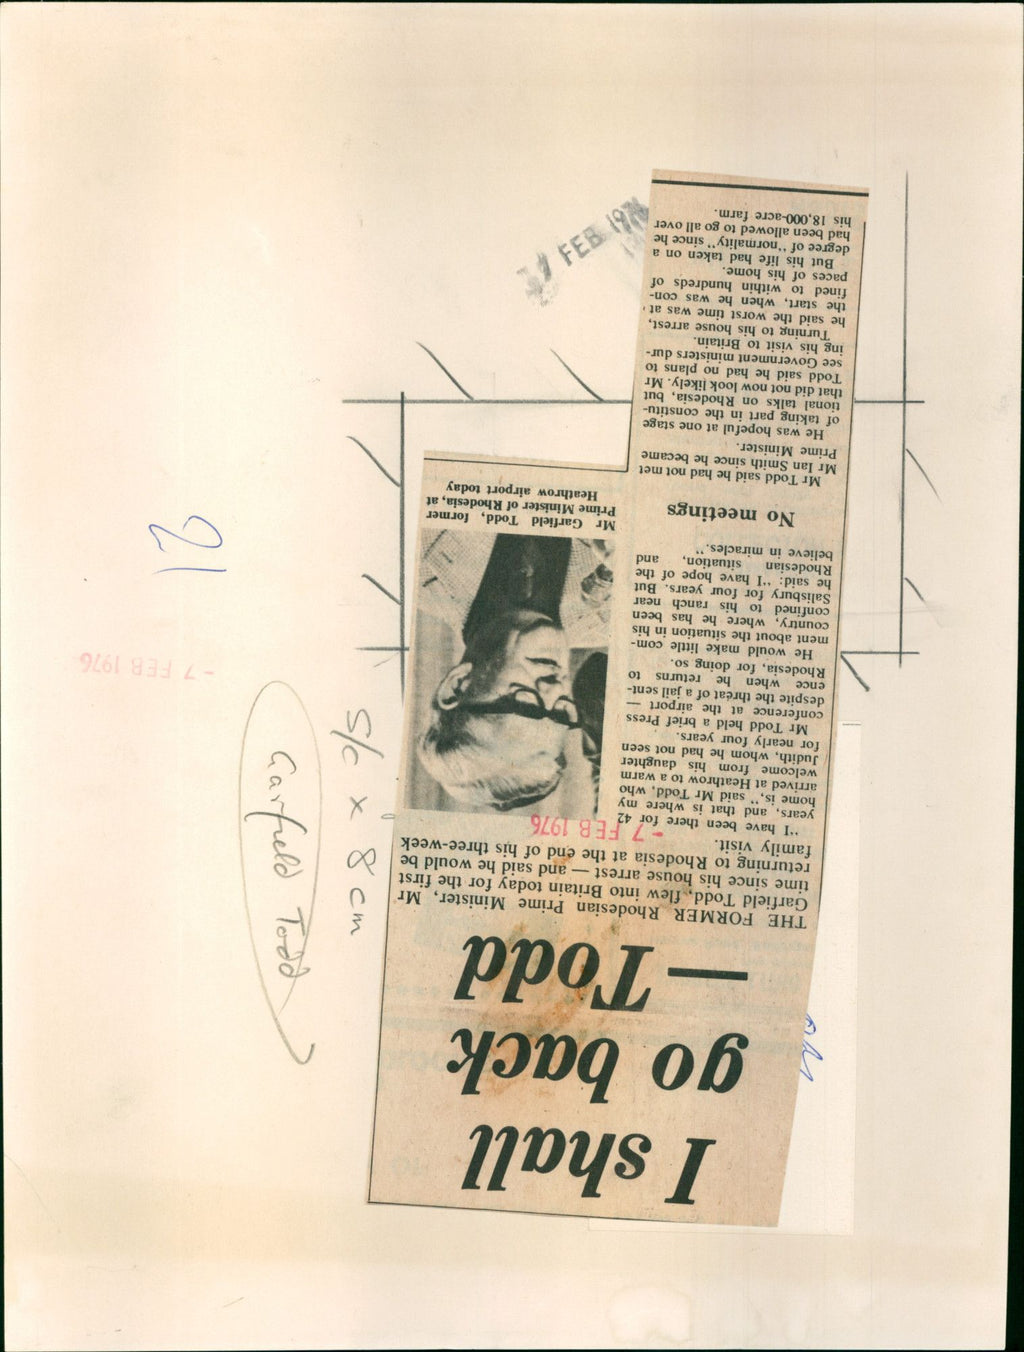 I shall
go back
— Todd
THE FORMER Rhodesian Prime Minister, Mr
Garfield Todd, flew into Britain today for the first
time since his house arrest — and said he would be
returning to Rhodesia at the end of his three-week
family visit.
- 7 FEB 1976
"I have been there for 42
years, and that is where my
home is," said Mr Todd, who
arrived at Heathrow to a warm
welcome from his daughter
Judith, whom he had not seen
for nearly four years.
Mr Todd held a brief Press
conference at the airport —
despite the threat of a jail sent-
ence when he returns to
Rhodesia, for doing so.
He would make little com-
ment about the situation in his
country, where he has been
confined to his ranch near
Salisbury for four years. But
he said: "I have hope of the
Rhodesian situation, and
believe in miracles."
No meetings
Mr Todd said he had not met
Mr Ian Smith since he became
Prime Minister.
He was hopeful at one stage
of taking part in the constitu-
tional talks on Rhodesia, but
that did not now look likely. Mr
Todd said he had no plans to
see Government ministers dur-
ing his visit to Britain.
Turning to his house arrest,
he said the worst time was at
the start, when he was con-
fined to within hundreds of
paces of his home.
But his life had taken on a
degree of "normality" since he
had been allowed to go all over
his 18,000-acre farm.
Mr Garfield Todd, former
Prime Minister of Rhodesia, at
Heathrow airport today
FEB 1976
21
- 7 FEB 1976
S/C x 8 cm
Garfield Todd